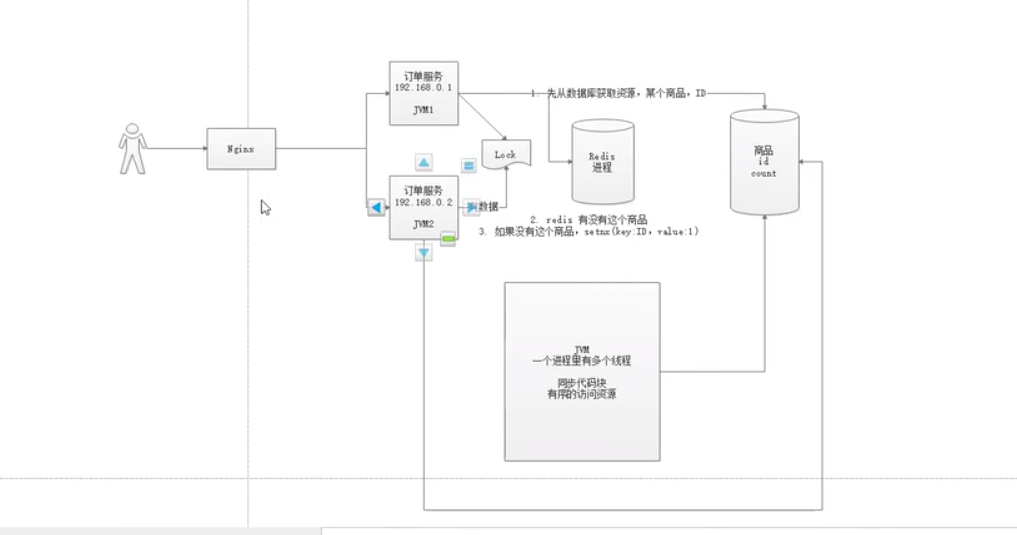 订单服务
192.168.0.1
JVM1
1. 先从数据库获取资源，某个商品，ID
Nginx
Lock
Redis
进程
商品
id
count
订单服务
192.168.0.2
JVM2
数据
2. redis 有没有这个商品
3. 如果没有这个商品，setnx(key:ID，value:1)
JVM
一个进程里有多个线程
同步代码块
有序的访问资源